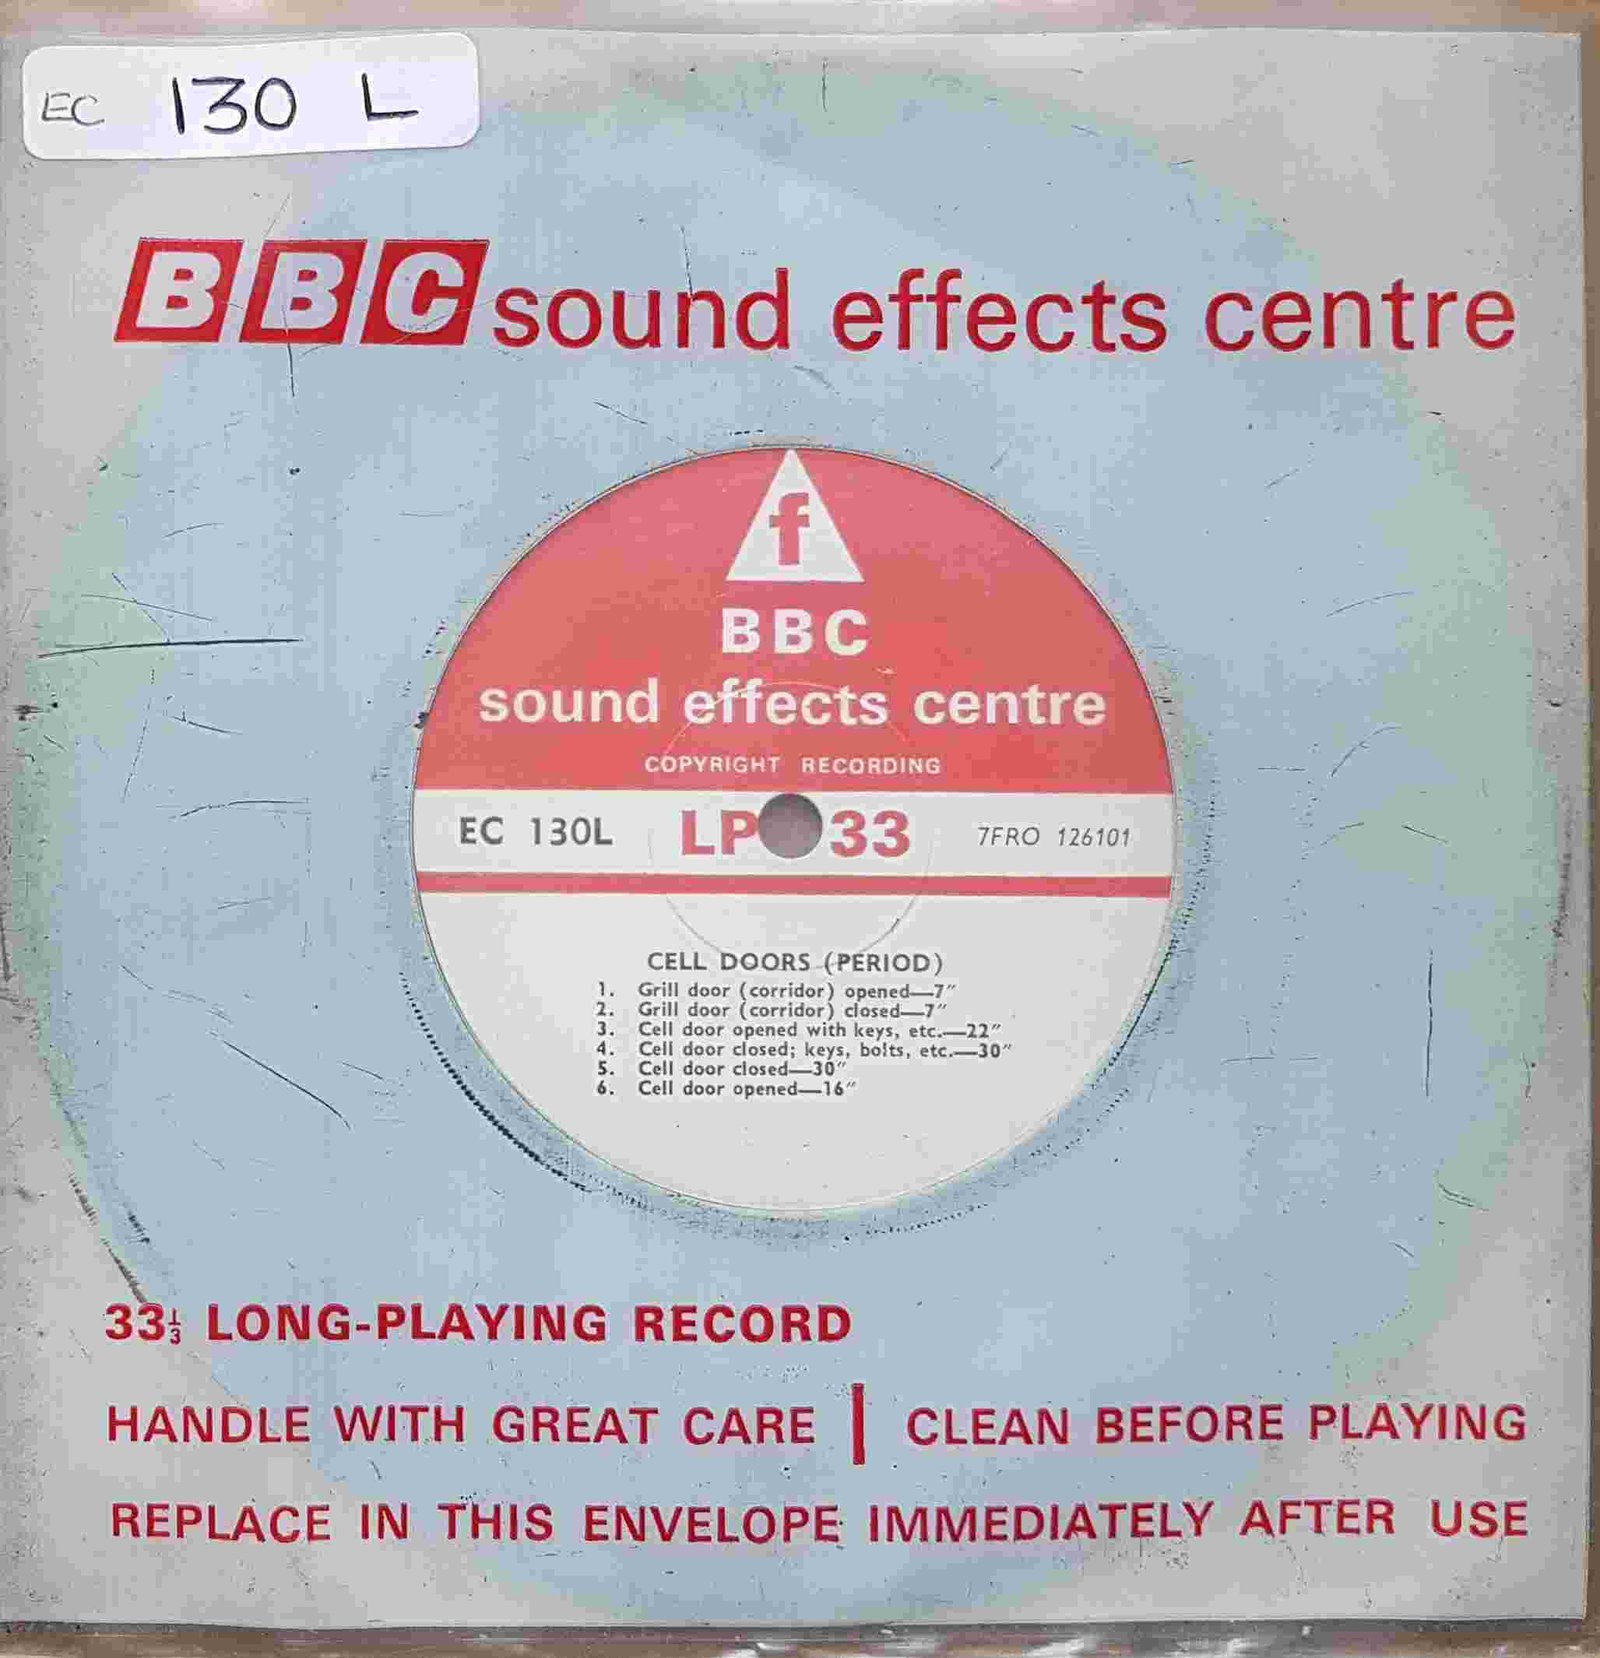 EC 130 L
BBC sound effects centre
f
BBC
sound effects centre
COPYRIGHT RECORDING
EC 130L LP 33 7FRO 126101
CELL DOORS (PERIOD)
1. Grill door (corridor) opened—7"
2. Grill door (corridor) closed—7"
3. Cell door opened with keys, etc.—22"
4. Cell door closed; keys, bolts, etc.—30"
5. Cell door closed—30"
6. Cell door opened—16"
33⅓ LONG-PLAYING RECORD
HANDLE WITH GREAT CARE | CLEAN BEFORE PLAYING
REPLACE IN THIS ENVELOPE IMMEDIATELY AFTER USE